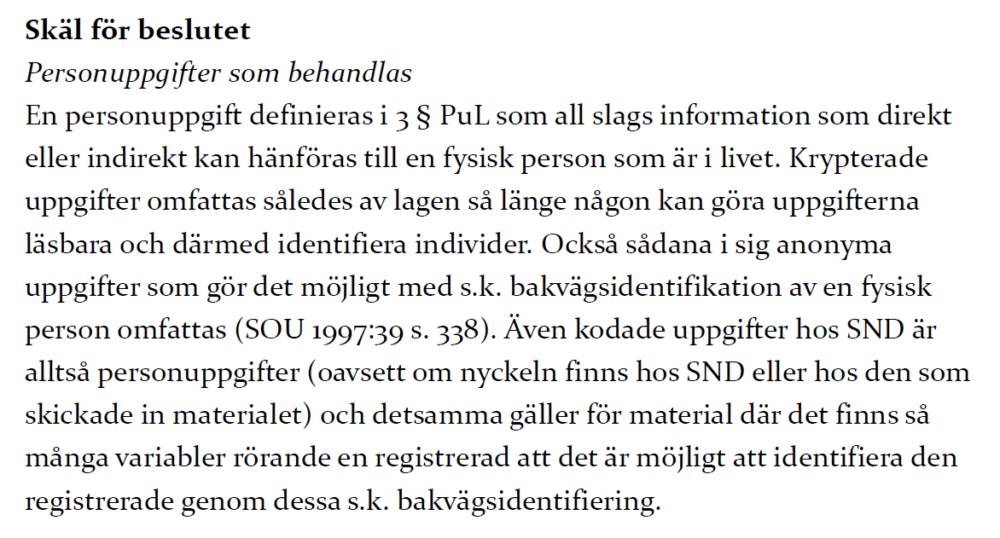 Skäl för beslutet
Personuppgifter som behandlas
En personuppgift definieras i 3 § PuL som all slags information som direkt
eller indirekt kan hänföras till en fysisk person som är i livet. Krypterade
uppgifter omfattas således av lagen så länge någon kan göra uppgifterna
läsbara och därmed identifiera individer. Också sådana i sig anonyma
uppgifter som gör det möjligt med s.k. bakvägsidentifikation av en fysisk
person omfattas (SOU 1997:39 s. 338). Även kodade uppgifter hos SND är
alltså personuppgifter (oavsett om nyckeln finns hos SND eller hos den som
skickade in materialet) och detsamma gäller för material där det finns så
många variabler rörande en registrerad att det är möjligt att identifiera den
registrerade genom dessa s.k. bakvägsidentifiering.